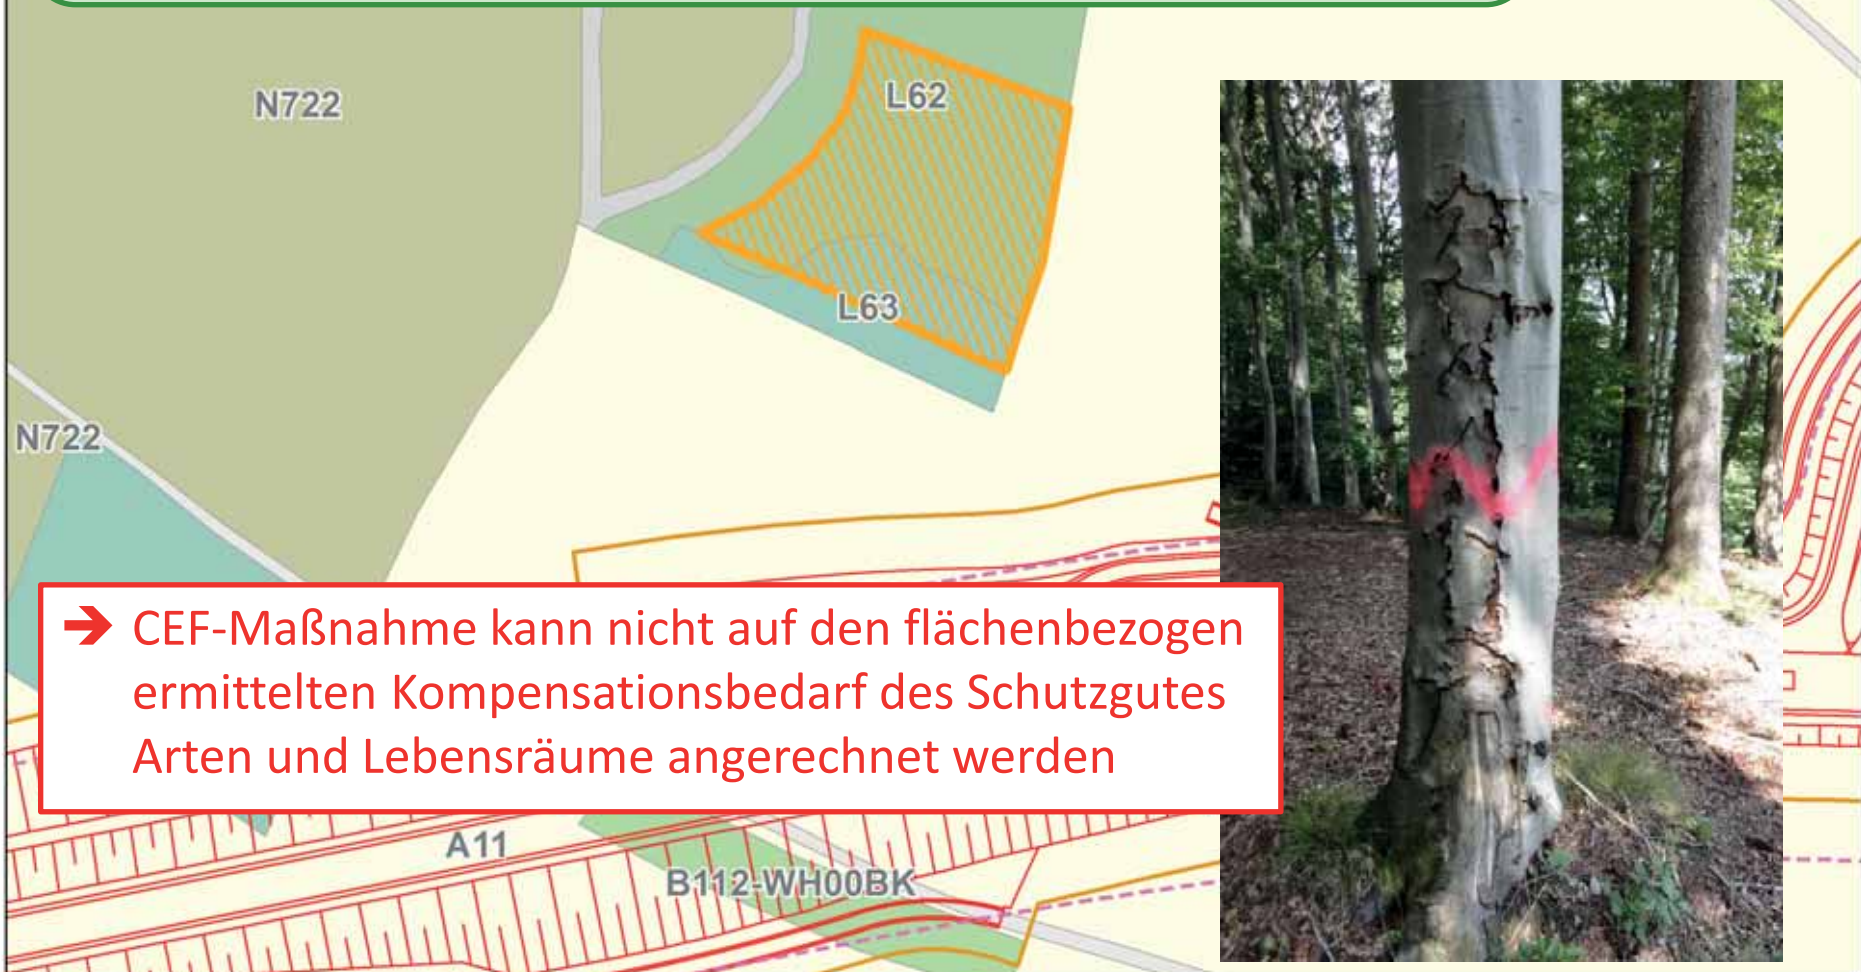 L62
N722
L63
N722
➔ CEF-Maßnahme kann nicht auf den flächenbezogen
ermittelten Kompensationsbedarf des Schutzgutes
Arten und Lebensräume angerechnet werden
A11
B112-WH00BK